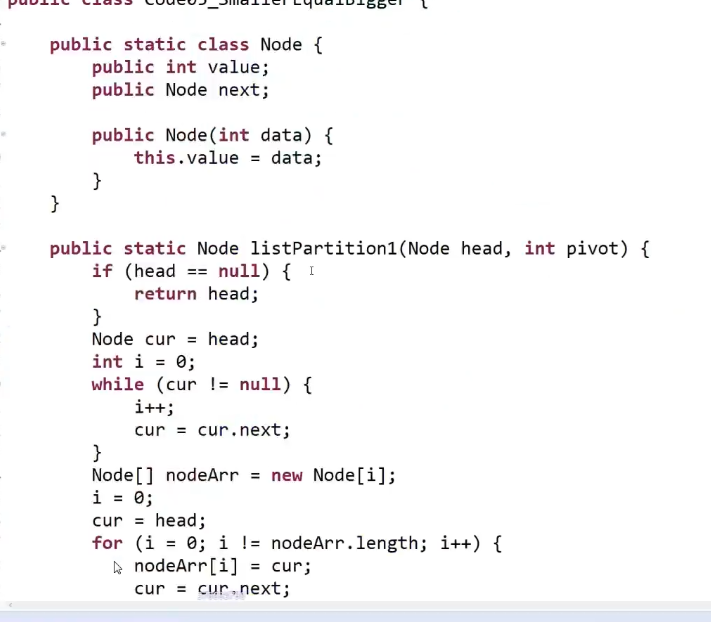 public class Code05_SmallerEqualBigger {
public static class Node {
public int value;
public Node next;
public Node(int data) {
this.value = data;
}
}
public static Node listPartition1(Node head, int pivot) {
if (head == null) {
return head;
}
Node cur = head;
int i = 0;
while (cur != null) {
i++;
cur = cur.next;
}
Node[] nodeArr = new Node[i];
i = 0;
cur = head;
for (i = 0; i != nodeArr.length; i++) {
nodeArr[i] = cur;
cur = cur.next;